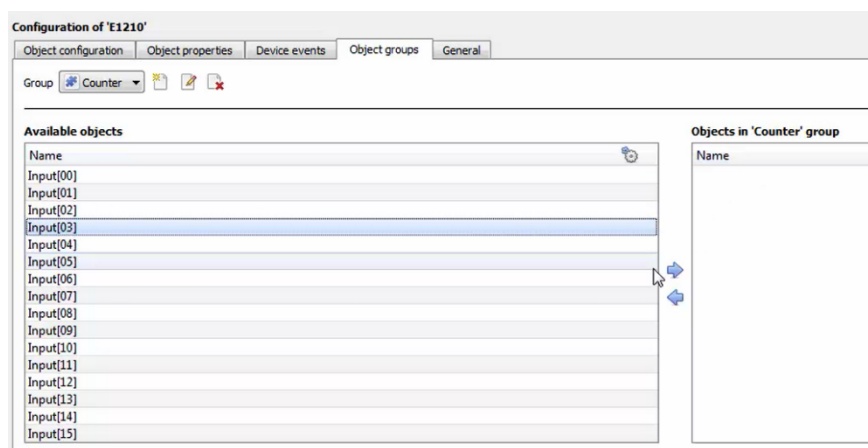 Configuration of 'E1210'
Object configuration Object properties Device events Object groups General
Group Counter
Available objects Objects in 'Counter' group
Name Name
Input[00]
Input[01]
Input[02]
Input[03]
Input[04]
Input[05]
Input[06]
Input[07]
Input[08]
Input[09]
Input[10]
Input[11]
Input[12]
Input[13]
Input[14]
Input[15]